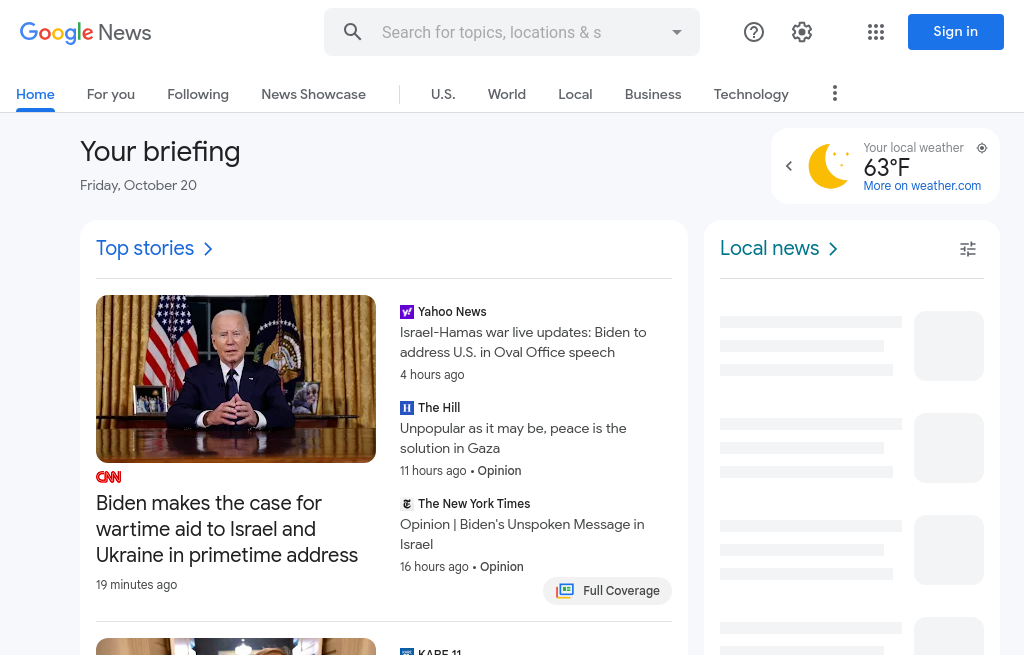 Google News
Search for topics, locations & s
Sign in
Home
For you
Following
News Showcase
U.S.
World
Local
Business
Technology
Your briefing
Friday, October 20
Your local weather
63°F
More on weather.com
Top stories
CNN
Biden makes the case for
wartime aid to Israel and
Ukraine in primetime address
19 minutes ago
Yahoo News
Israel-Hamas war live updates: Biden to
address U.S. in Oval Office speech
4 hours ago
The Hill
Unpopular as it may be, peace is the
solution in Gaza
11 hours ago • Opinion
The New York Times
Opinion | Biden's Unspoken Message in
Israel
16 hours ago • Opinion
Full Coverage
KARE 11
Local news